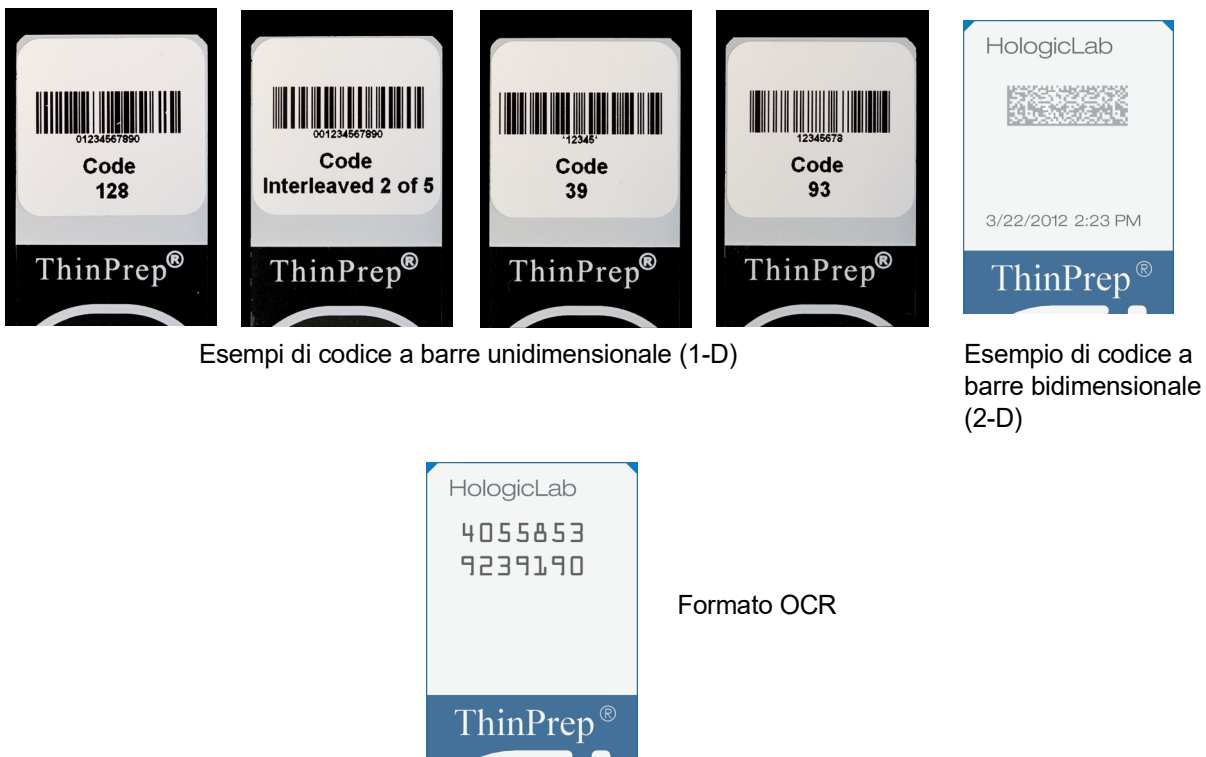 01234567890
Code
128
ThinPrep®
001234567890
Code
Interleaved 2 of 5
ThinPrep®
*12345*
Code
39
ThinPrep®
12345678
Code
93
ThinPrep®
HologicLab
3/22/2012 2:23 PM
ThinPrep®
Esempi di codice a barre unidimensionale (1-D)
Esempio di codice a
barre bidimensionale
(2-D)
HologicLab
4055853
9239190
ThinPrep®
Formato OCR